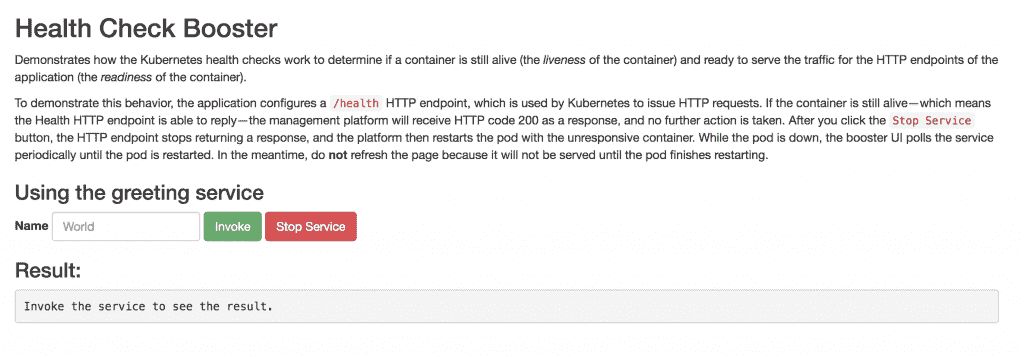 Health Check Booster
Demonstrates how the Kubernetes health checks work to determine if a container is still alive (the liveness of the container) and ready to serve the traffic for the HTTP endpoints of the
application (the readiness of the container).
To demonstrate this behavior, the application configures a /health HTTP endpoint, which is used by Kubernetes to issue HTTP requests. If the container is still alive—which means
the Health HTTP endpoint is able to reply—the management platform will receive HTTP code 200 as a response, and no further action is taken. After you click the Stop Service
button, the HTTP endpoint stops returning a response, and the platform then restarts the pod with the unresponsive container. While the pod is down, the booster UI polls the service
periodically until the pod is restarted. In the meantime, do not refresh the page because it will not be served until the pod finishes restarting.
Using the greeting service
Name World Invoke Stop Service
Result:
Invoke the service to see the result.